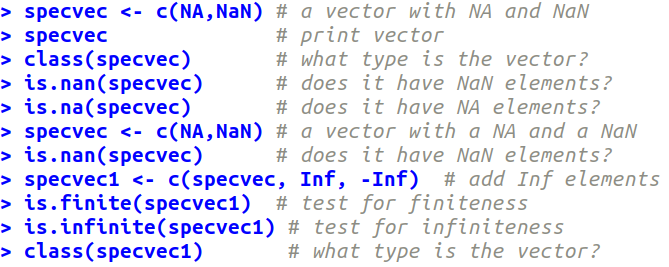 > specvec <- c(NA,NaN) # a vector with NA and NaN
> specvec # print vector
> class(specvec) # what type is the vector?
> is.nan(specvec) # does it have NaN elements?
> is.na(specvec) # does it have NA elements?
> specvec <- c(NA,NaN) # a vector with a NA and a NaN
> is.nan(specvec) # does it have NaN elements?
> specvec1 <- c(specvec, Inf, -Inf) # add Inf elements
> is.finite(specvec1) # test for finiteness
> is.infinite(specvec1) # test for infiniteness
> class(specvec1) # what type is the vector?